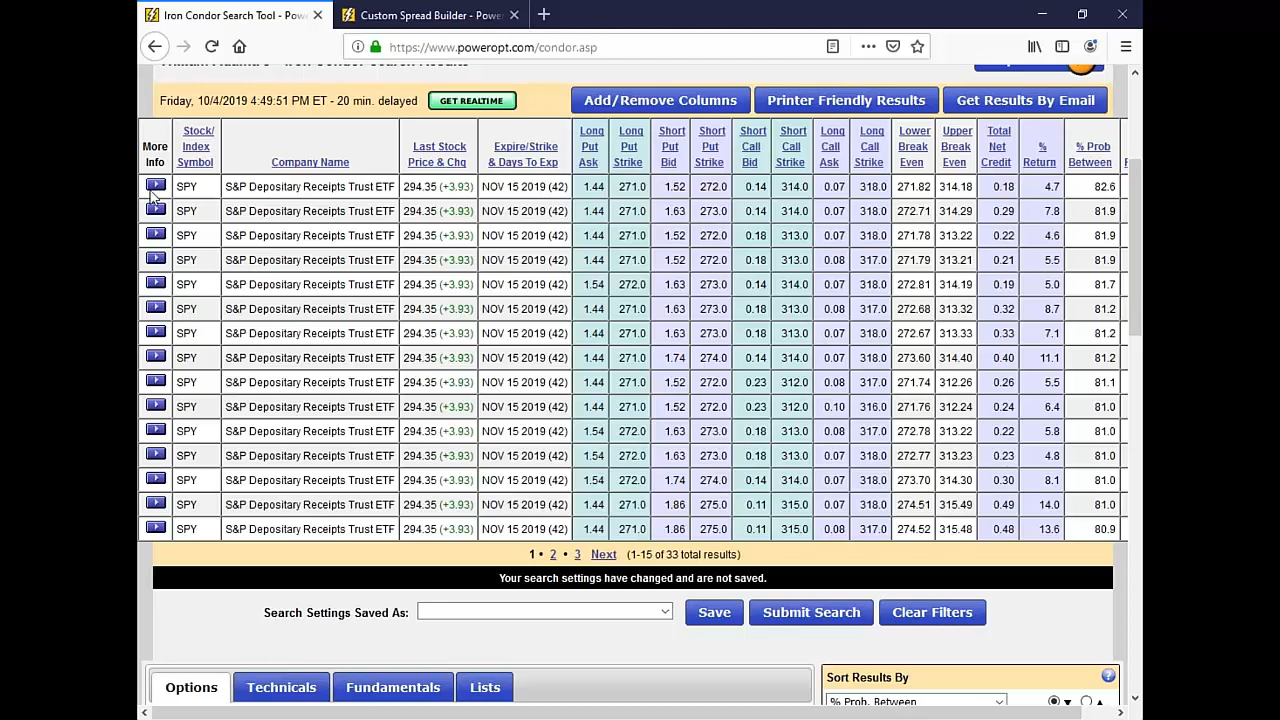 Iron Condor Search Tool - Powe
Custom Spread Builder - Power
https://www.poweropt.com/condor.asp
Friday, 10/4/2019 4:49:51 PM ET - 20 min. delayed GET REALTIME Add/Remove Columns Printer Friendly Results Get Results By Email
More Info Stock/ Index Symbol Company Name Last Stock Price & Chq Expire/Strike & Days To Exp Long Put Ask Long Put Strike Short Put Bid Short Put Strike Short Call Bid Short Call Strike Long Call Ask Long Call Strike Lower Break Even Upper Break Even Total Net Credit % Return % Prob Between
SPY S&P Depositary Receipts Trust ETF 294.35 (+3.93) NOV 15 2019 (42) 1.44 271.0 1.52 272.0 0.14 314.0 0.07 318.0 271.82 314.18 0.18 4.7 82.6
SPY S&P Depositary Receipts Trust ETF 294.35 (+3.93) NOV 15 2019 (42) 1.44 271.0 1.63 273.0 0.14 314.0 0.07 318.0 272.71 314.29 0.29 7.8 81.9
SPY S&P Depositary Receipts Trust ETF 294.35 (+3.93) NOV 15 2019 (42) 1.44 271.0 1.52 272.0 0.18 313.0 0.07 318.0 271.78 313.22 0.22 4.6 81.9
SPY S&P Depositary Receipts Trust ETF 294.35 (+3.93) NOV 15 2019 (42) 1.44 271.0 1.52 272.0 0.18 313.0 0.08 317.0 271.79 313.21 0.21 5.5 81.9
SPY S&P Depositary Receipts Trust ETF 294.35 (+3.93) NOV 15 2019 (42) 1.54 272.0 1.63 273.0 0.14 314.0 0.07 318.0 272.81 314.19 0.19 5.0 81.7
SPY S&P Depositary Receipts Trust ETF 294.35 (+3.93) NOV 15 2019 (42) 1.44 271.0 1.63 273.0 0.18 313.0 0.08 317.0 272.68 313.32 0.32 8.7 81.2
SPY S&P Depositary Receipts Trust ETF 294.35 (+3.93) NOV 15 2019 (42) 1.44 271.0 1.63 273.0 0.18 313.0 0.07 318.0 272.67 313.33 0.33 7.1 81.2
SPY S&P Depositary Receipts Trust ETF 294.35 (+3.93) NOV 15 2019 (42) 1.44 271.0 1.74 274.0 0.14 314.0 0.07 318.0 273.60 314.40 0.40 11.1 81.2
SPY S&P Depositary Receipts Trust ETF 294.35 (+3.93) NOV 15 2019 (42) 1.44 271.0 1.52 272.0 0.23 312.0 0.08 317.0 271.74 312.26 0.26 5.5 81.1
SPY S&P Depositary Receipts Trust ETF 294.35 (+3.93) NOV 15 2019 (42) 1.44 271.0 1.52 272.0 0.23 312.0 0.10 316.0 271.76 312.24 0.24 6.4 81.0
SPY S&P Depositary Receipts Trust ETF 294.35 (+3.93) NOV 15 2019 (42) 1.54 272.0 1.63 273.0 0.18 313.0 0.08 317.0 272.78 313.22 0.22 5.8 81.0
SPY S&P Depositary Receipts Trust ETF 294.35 (+3.93) NOV 15 2019 (42) 1.54 272.0 1.63 273.0 0.18 313.0 0.07 318.0 272.77 313.23 0.23 4.8 81.0
SPY S&P Depositary Receipts Trust ETF 294.35 (+3.93) NOV 15 2019 (42) 1.54 272.0 1.74 274.0 0.14 314.0 0.07 318.0 273.70 314.30 0.30 8.1 81.0
SPY S&P Depositary Receipts Trust ETF 294.35 (+3.93) NOV 15 2019 (42) 1.44 271.0 1.86 275.0 0.11 315.0 0.07 318.0 274.51 315.49 0.49 14.0 81.0
SPY S&P Depositary Receipts Trust ETF 294.35 (+3.93) NOV 15 2019 (42) 1.44 271.0 1.86 275.0 0.11 315.0 0.08 317.0 274.52 315.48 0.48 13.6 80.9
1 • 2 • 3 Next (1-15 of 33 total results)
Your search settings have changed and are not saved.
Search Settings Saved As: Save Submit Search Clear Filters
Options Technicals Fundamentals Lists Sort Results By
% Prob. Between